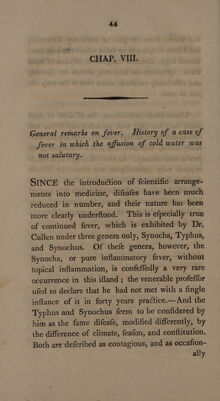 44
CHAP. VIII.
General remarks on fever. History of a case of
fever in which the affusion of cold water was
not salutary.
SINCE the introduction of scientific arrange-
ments into medicine, diſeaſes have been much
reduced in number, and their nature has been
more clearly underſtood. This is eſpecially true
of continued fever, which is exhibited by Dr.
Cullen under three genera only, Synocha, Typhus,
and Synochus. Of theſe genera, however, the
Synocha, or pure inflammatory fever, without
topical inflammation, is confeſſedly a very rare
occurrence in this iſland; the venerable profeſſor
uſed to declare that he had not met with a ſingle
inſtance of it in forty years practice.—And the
Typhus and Synochus ſeem to be conſidered by
him as the ſame diſeaſe, modified differently, by
the difference of climate, ſeaſon, and conſtitution.
Both are deſcribed as contagious, and as occaſion-
ally